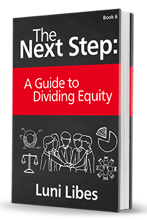 Book 6
The
Next Step:
A Guide to
Dividing Equity
Luni Libes